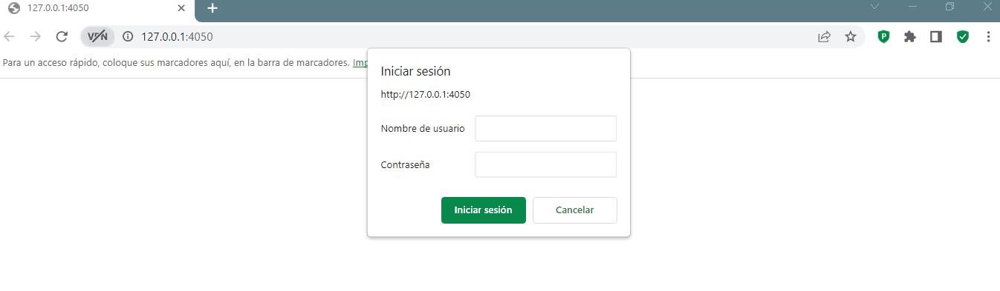 127.0.0.1:4050
VPN
127.0.0.1:4050
P
Para un acceso rápido, coloque sus marcadores aquí, en la barra de marcadores. Imp
Iniciar sesión
http://127.0.0.1:4050
Nombre de usuario
Contraseña
Iniciar sesión
Cancelar